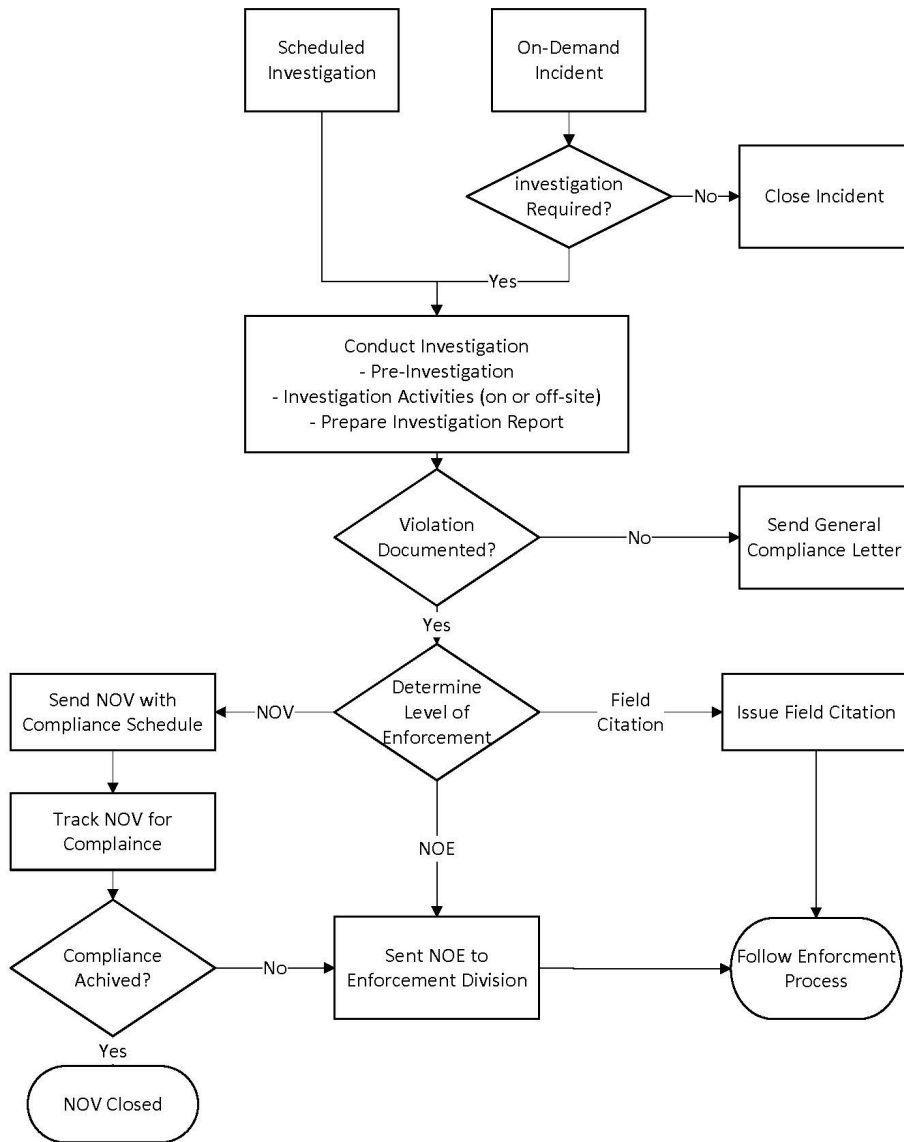 Scheduled
Investigation
On-Demand
Incident
investigation
Required?
No
Close Incident
Yes
Conduct Investigation
- Pre-Investigation
- Investigation Activities (on or off-site)
- Prepare Investigation Report
Violation
Documented?
No
Send General
Compliance Letter
Yes
Send NOV with
Compliance Schedule
NOV
Determine
Level of
Enforcement
Field
Citation
Issue Field Citation
Track NOV for
Complaince
NOE
Compliance
Achived?
No
Sent NOE to
Enforcement Division
Follow Enforcment
Process
Yes
NOV Closed